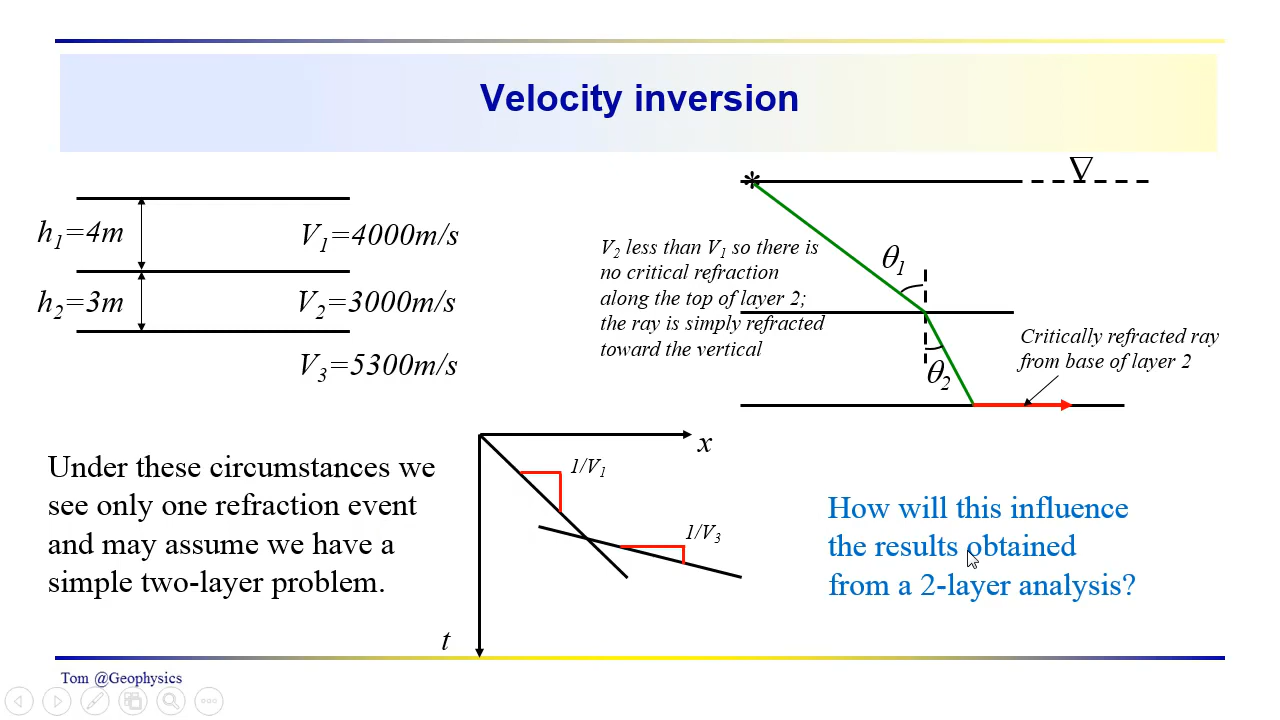 Velocity inversion
h1=4m
V1=4000m/s
h2=3m
V2=3000m/s
V3=5300m/s
∇
*
V2 less than V1 so there is
no critical refraction
along the top of layer 2;
the ray is simply refracted
toward the vertical
θ1
θ2
Critically refracted ray
from base of layer 2
Under these circumstances we
see only one refraction event
and may assume we have a
simple two-layer problem.
x
1/V1
1/V3
t
How will this influence
the results obtained
from a 2-layer analysis?
Tom @Geophysics